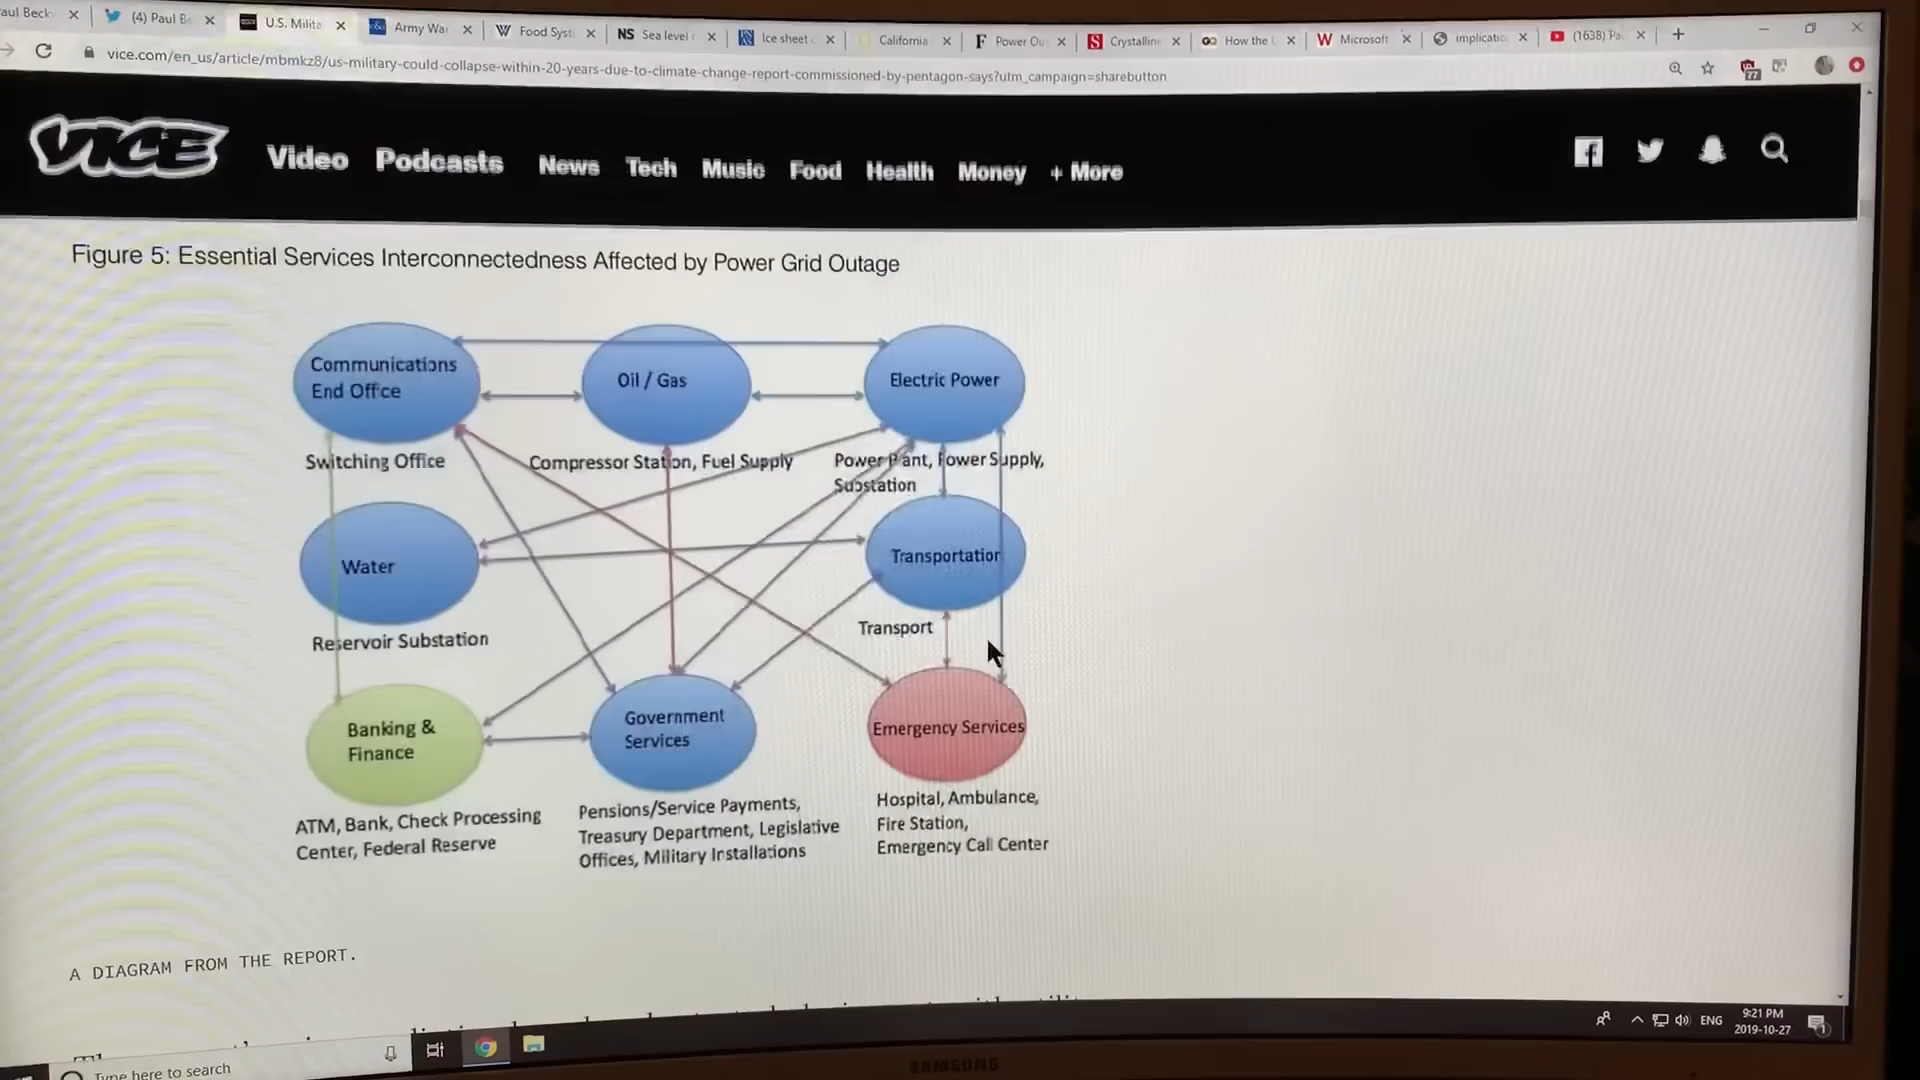 aul Beck
(4) Paul Be
U.S. Milita
Army War
Food Syst
NS Sea level r
Ice sheet
California
F Power Ou
S Crystalline
How the
W Microsoft
implicatio
(1638) Pa
vice.com/en_us/article/mbmkz8/us-military-could-collapse-within-20-years-due-to-climate-change-report-commissioned-by-pentagon-says?utm_campaign=sharebutton
77
VICE Video Podcasts News Tech Music Food Health Money + More
Figure 5: Essential Services Interconnectedness Affected by Power Grid Outage
Communications
End Office
Oil / Gas
Electric Power
Switching Office
Compressor Station, Fuel Supply
Power Plant, Power Supply,
Substation
Water
Transportation
Reservoir Substation
Transport
Banking &
Finance
Government
Services
Emergency Services
ATM, Bank, Check Processing
Center, Federal Reserve
Pensions/Service Payments,
Treasury Department, Legislative
Offices, Military Installations
Hospital, Ambulance,
Fire Station,
Emergency Call Center
A DIAGRAM FROM THE REPORT.
Type here to search
ENG
9:21 PM
2019-10-27
1
SAMSUNG